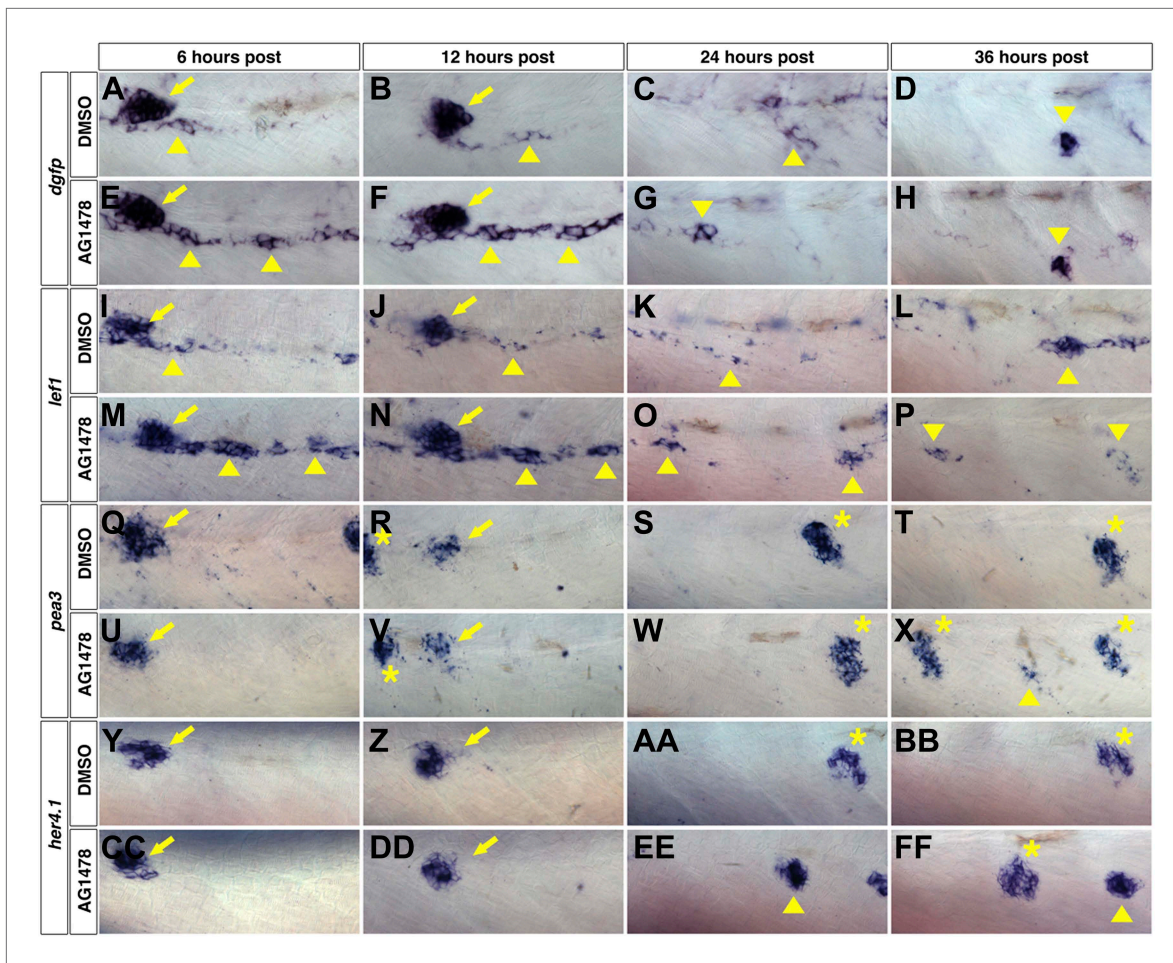 6 hours post 12 hours post 24 hours post 36 hours post
dgfp
DMSO
A B C D
AG1478
E F G H
lef1
DMSO
I J K L
AG1478
M N O P
pea3
DMSO
Q R S T
AG1478
U V W X
her4.1
DMSO
Y Z AA BB
AG1478
CC DD EE FF